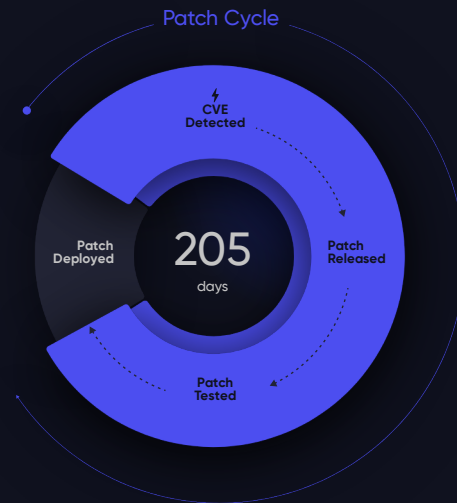 Patch Cycle
CVE
Detected
Patch
Deployed
205
days
Patch
Released
Patch
Tested